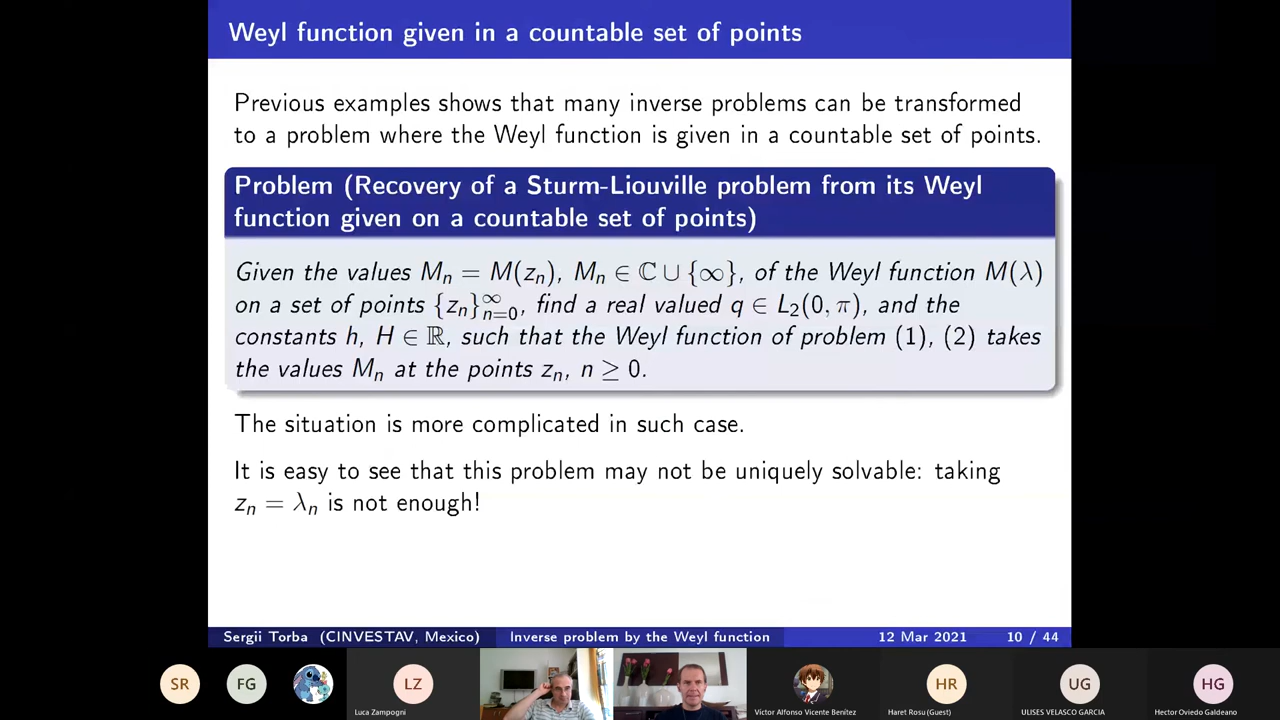 Weyl function given in a countable set of points
Previous examples shows that many inverse problems can be transformed
to a problem where the Weyl function is given in a countable set of points.
Problem (Recovery of a Sturm-Liouville problem from its Weyl
function given on a countable set of points)
Given the values Mₙ = M(zₙ), Mₙ ∈ ℂ ∪ {∞}, of the Weyl function M(λ)
on a set of points {zₙ}∞ₙ₌₀, find a real valued q ∈ L₂(0, π), and the
constants h, H ∈ ℝ, such that the Weyl function of problem (1), (2) takes
the values Mₙ at the points zₙ, n ≥ 0.
The situation is more complicated in such case.
It is easy to see that this problem may not be uniquely solvable: taking
zₙ = λₙ is not enough!
Sergii Torba (CINVESTAV, Mexico) Inverse problem by the Weyl function 12 Mar 2021 10 / 44
SR FG LZ HR UG HG
Luca Zampogni Víctor Alfonso Vicente Benítez Haret Rosu (Guest) ULISES VELASCO GARCIA Hector Oviedo Galdeano